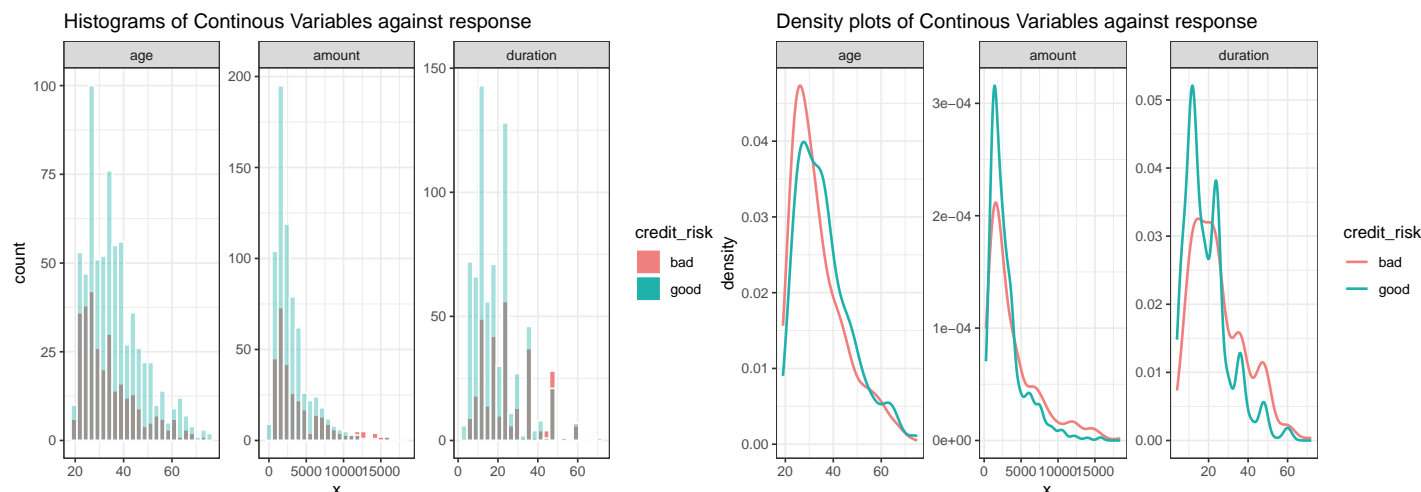 Histograms of Continous Variables against response
age
amount
duration
count
100
75
50
25
0
200
150
100
50
0
150
100
50
0
20 40 60
0 5000 10000 15000
0 20 40 60
x
credit_risk
bad
good
Density plots of Continous Variables against response
age
amount
duration
density
0.04
0.03
0.02
0.01
0.00
3e−04
2e−04
1e−04
0e+00
0.05
0.04
0.03
0.02
0.01
0.00
20 40 60
0 5000 10000 15000
20 40 60
x
credit_risk
bad
good